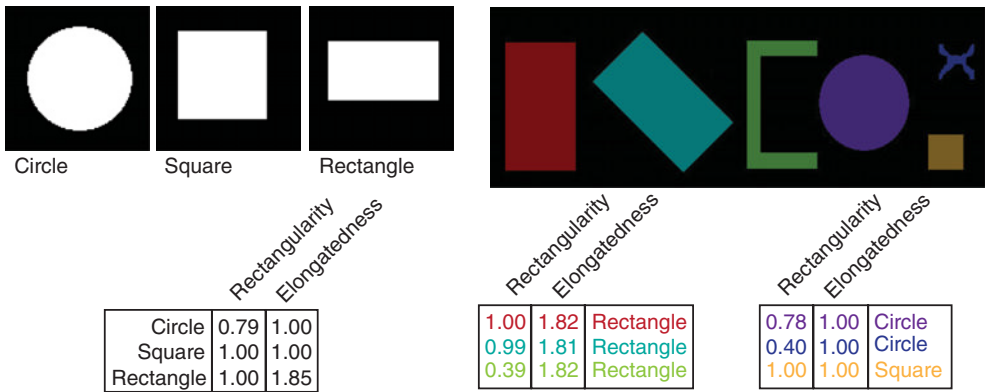 Circle Square Rectangle
Rectangularity Elongatedness
Circle 0.79 1.00
Square 1.00 1.00
Rectangle 1.00 1.85
Rectangularity Elongatedness
1.00 1.82 Rectangle
0.99 1.81 Rectangle
0.39 1.82 Rectangle
Rectangularity Elongatedness
0.78 1.00 Circle
0.40 1.00 Circle
1.00 1.00 Square